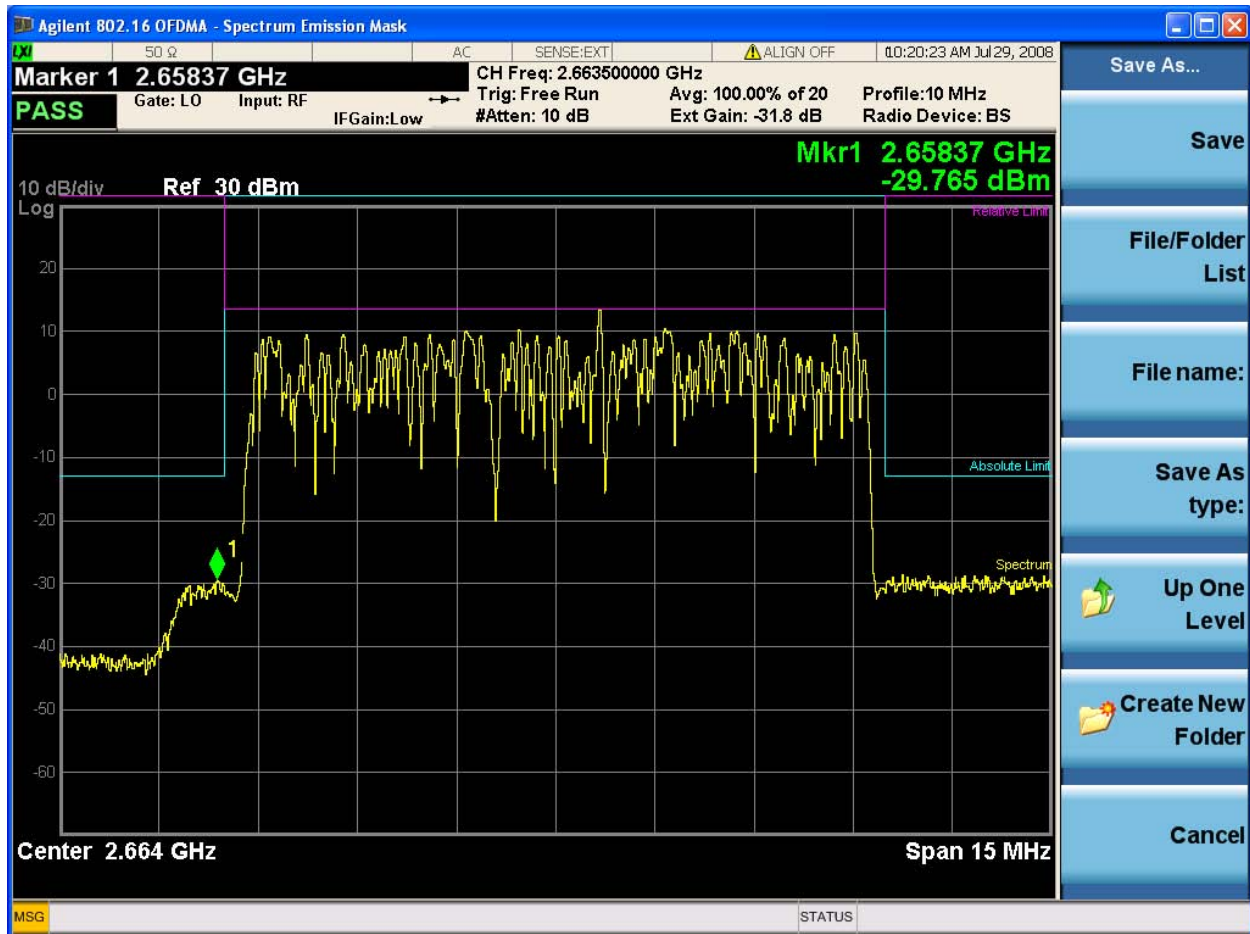 Agilent 802.16 OFDMA - Spectrum Emission Mask
LXI 50 Ω AC SENSE:EXT ALIGN OFF 10:20:23 AM Jul 29, 2008
Marker 1 2.65837 GHz
PASS
Gate: LO Input: RF
IFGain:Low
CH Freq: 2.663500000 GHz
Trig: Free Run Avg: 100.00% of 20 Profile:10 MHz
#Atten: 10 dB Ext Gain: -31.8 dB Radio Device: BS
Mkr1 2.65837 GHz
-29.765 dBm
10 dB/div Ref 30 dBm
Log
Relative Limit
20
10
0
-10
Absolute Limit
-20
1
Spectrum
-30
-40
-50
-60
Center 2.664 GHz Span 15 MHz
MSG STATUS
Save As...
Save
File/Folder
List
File name:
Save As
type:
Up One
Level
Create New
Folder
Cancel